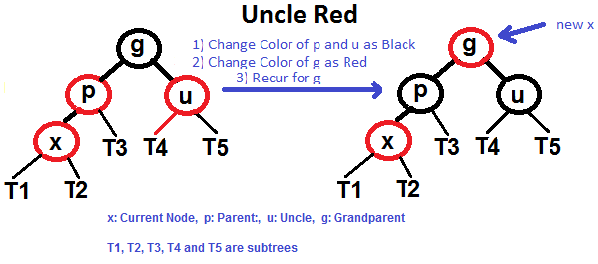 Uncle Red
1) Change Color of p and u as Black
2) Change Color of g as Red
3) Recur for g
new x
g
p
u
x
T3
T4
T5
T1
T2
g
p
u
x
T3
T4
T5
T1
T2
x: Current Node, p: Parent:, u: Uncle, g: Grandparent
T1, T2, T3, T4 and T5 are subtrees